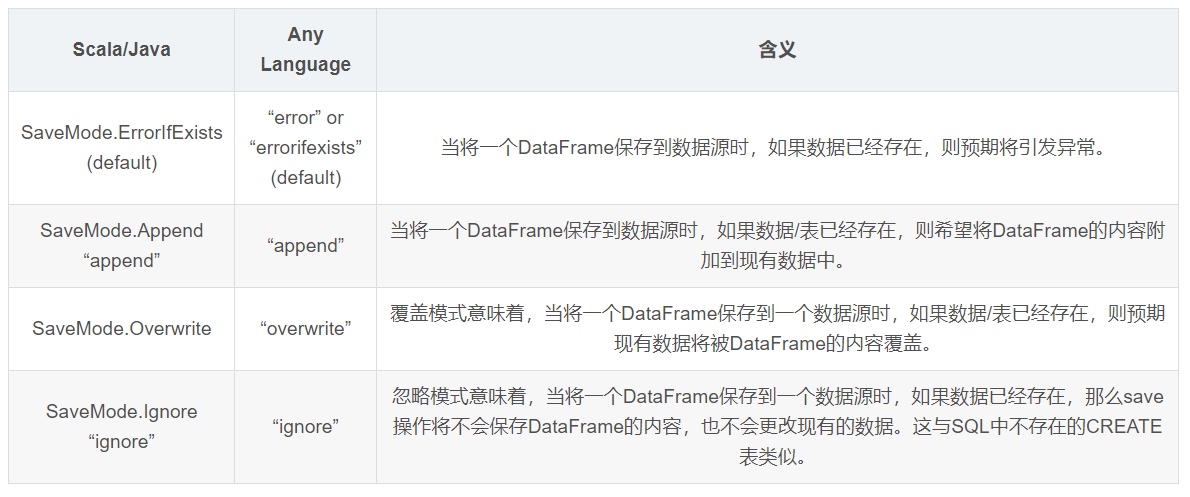 Scala/Java
Any
Language
含义
SaveMode.ErrorIfExists
(default)
“error” or
“errorifexists”
(default)
当将一个DataFrame保存到数据源时，如果数据已经存在，则预期将引发异常。
SaveMode.Append
“append”
“append”
当将一个DataFrame保存到数据源时，如果数据/表已经存在，则希望将DataFrame的内容附
加到现有数据中。
SaveMode.Overwrite
“overwrite”
覆盖模式意味着，当将一个DataFrame保存到一个数据源时，如果数据/表已经存在，则预期
现有数据将被DataFrame的内容覆盖。
SaveMode.Ignore
“ignore”
“ignore”
忽略模式意味着，当将一个DataFrame保存到一个数据源时，如果数据已经存在，那么save
操作将不会保存DataFrame的内容，也不会更改现有的数据。这与SQL中不存在的CREATE
表类似。